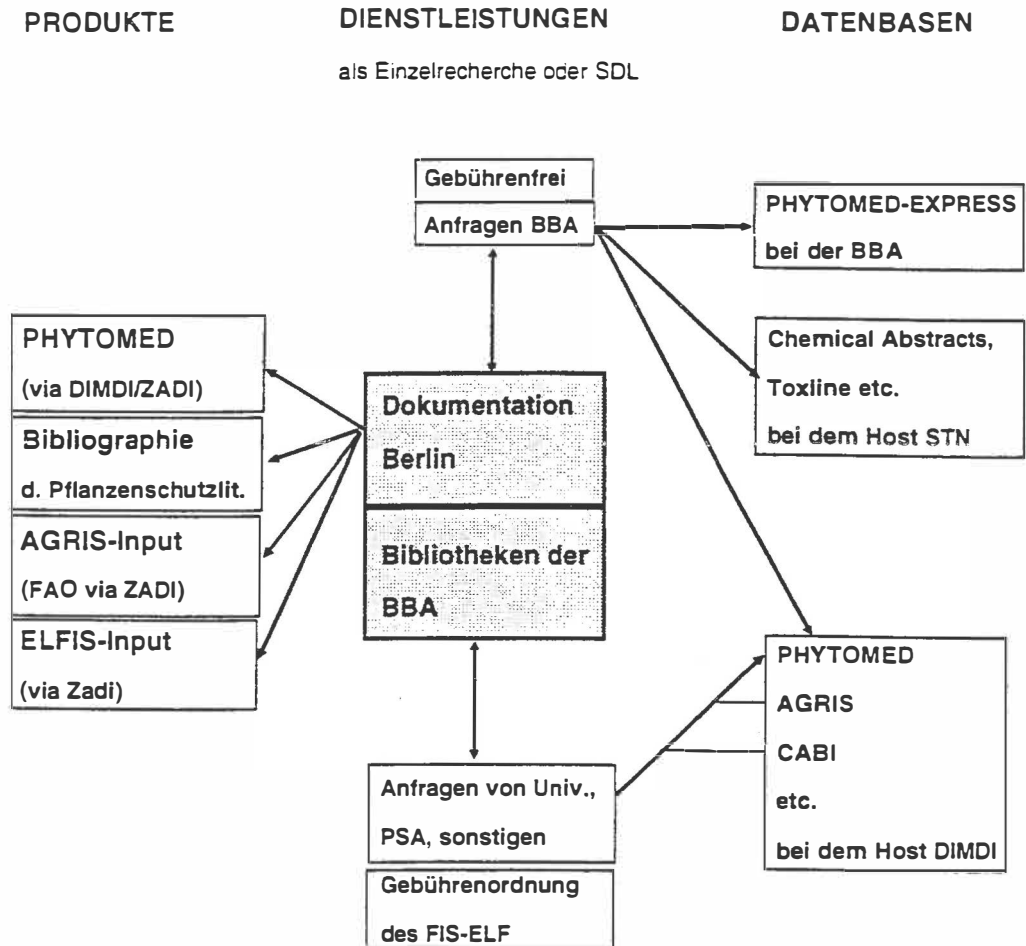 PRODUKTE
DIENSTLEISTUNGEN
als Einzelrecherche oder SDL
DATENBASEN
Gebührenfrei
Anfragen BBA
PHYTOMED-EXPRESS
bei der BBA
Chemical Abstracts,
Toxline etc.
bei dem Host STN
PHYTOMED
(via DIMDI/ZADI)
Bibliographie
d. Pflanzenschutzlit.
AGRIS-Input
(FAO via ZADI)
ELFIS-Input
(via Zadi)
Dokumentation
Berlin
Bibliotheken der
BBA
PHYTOMED
AGRIS
CABI
etc.
bei dem Host DIMDI
Anfragen von Univ.,
PSA, sonstigen
Gebührenordnung
des FIS-ELF